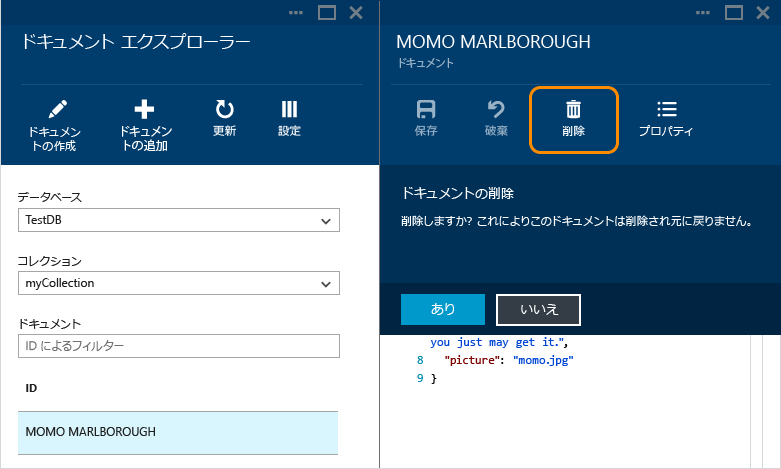 ドキュメント エクスプローラー
ドキュメン
トの作成
ドキュメン
トの追加
更新
設定
データベース
TestDB
コレクション
myCollection
ドキュメント
ID によるフィルター
ID
MOMO MARLBOROUGH
MOMO MARLBOROUGH
ドキュメント
保存
破棄
削除
プロパティ
ドキュメントの削除
削除しますか? これによりこのドキュメントは削除され元に戻りません。
あり
いいえ
you just may get it.",
8 "picture": "momo.jpg"
9 }